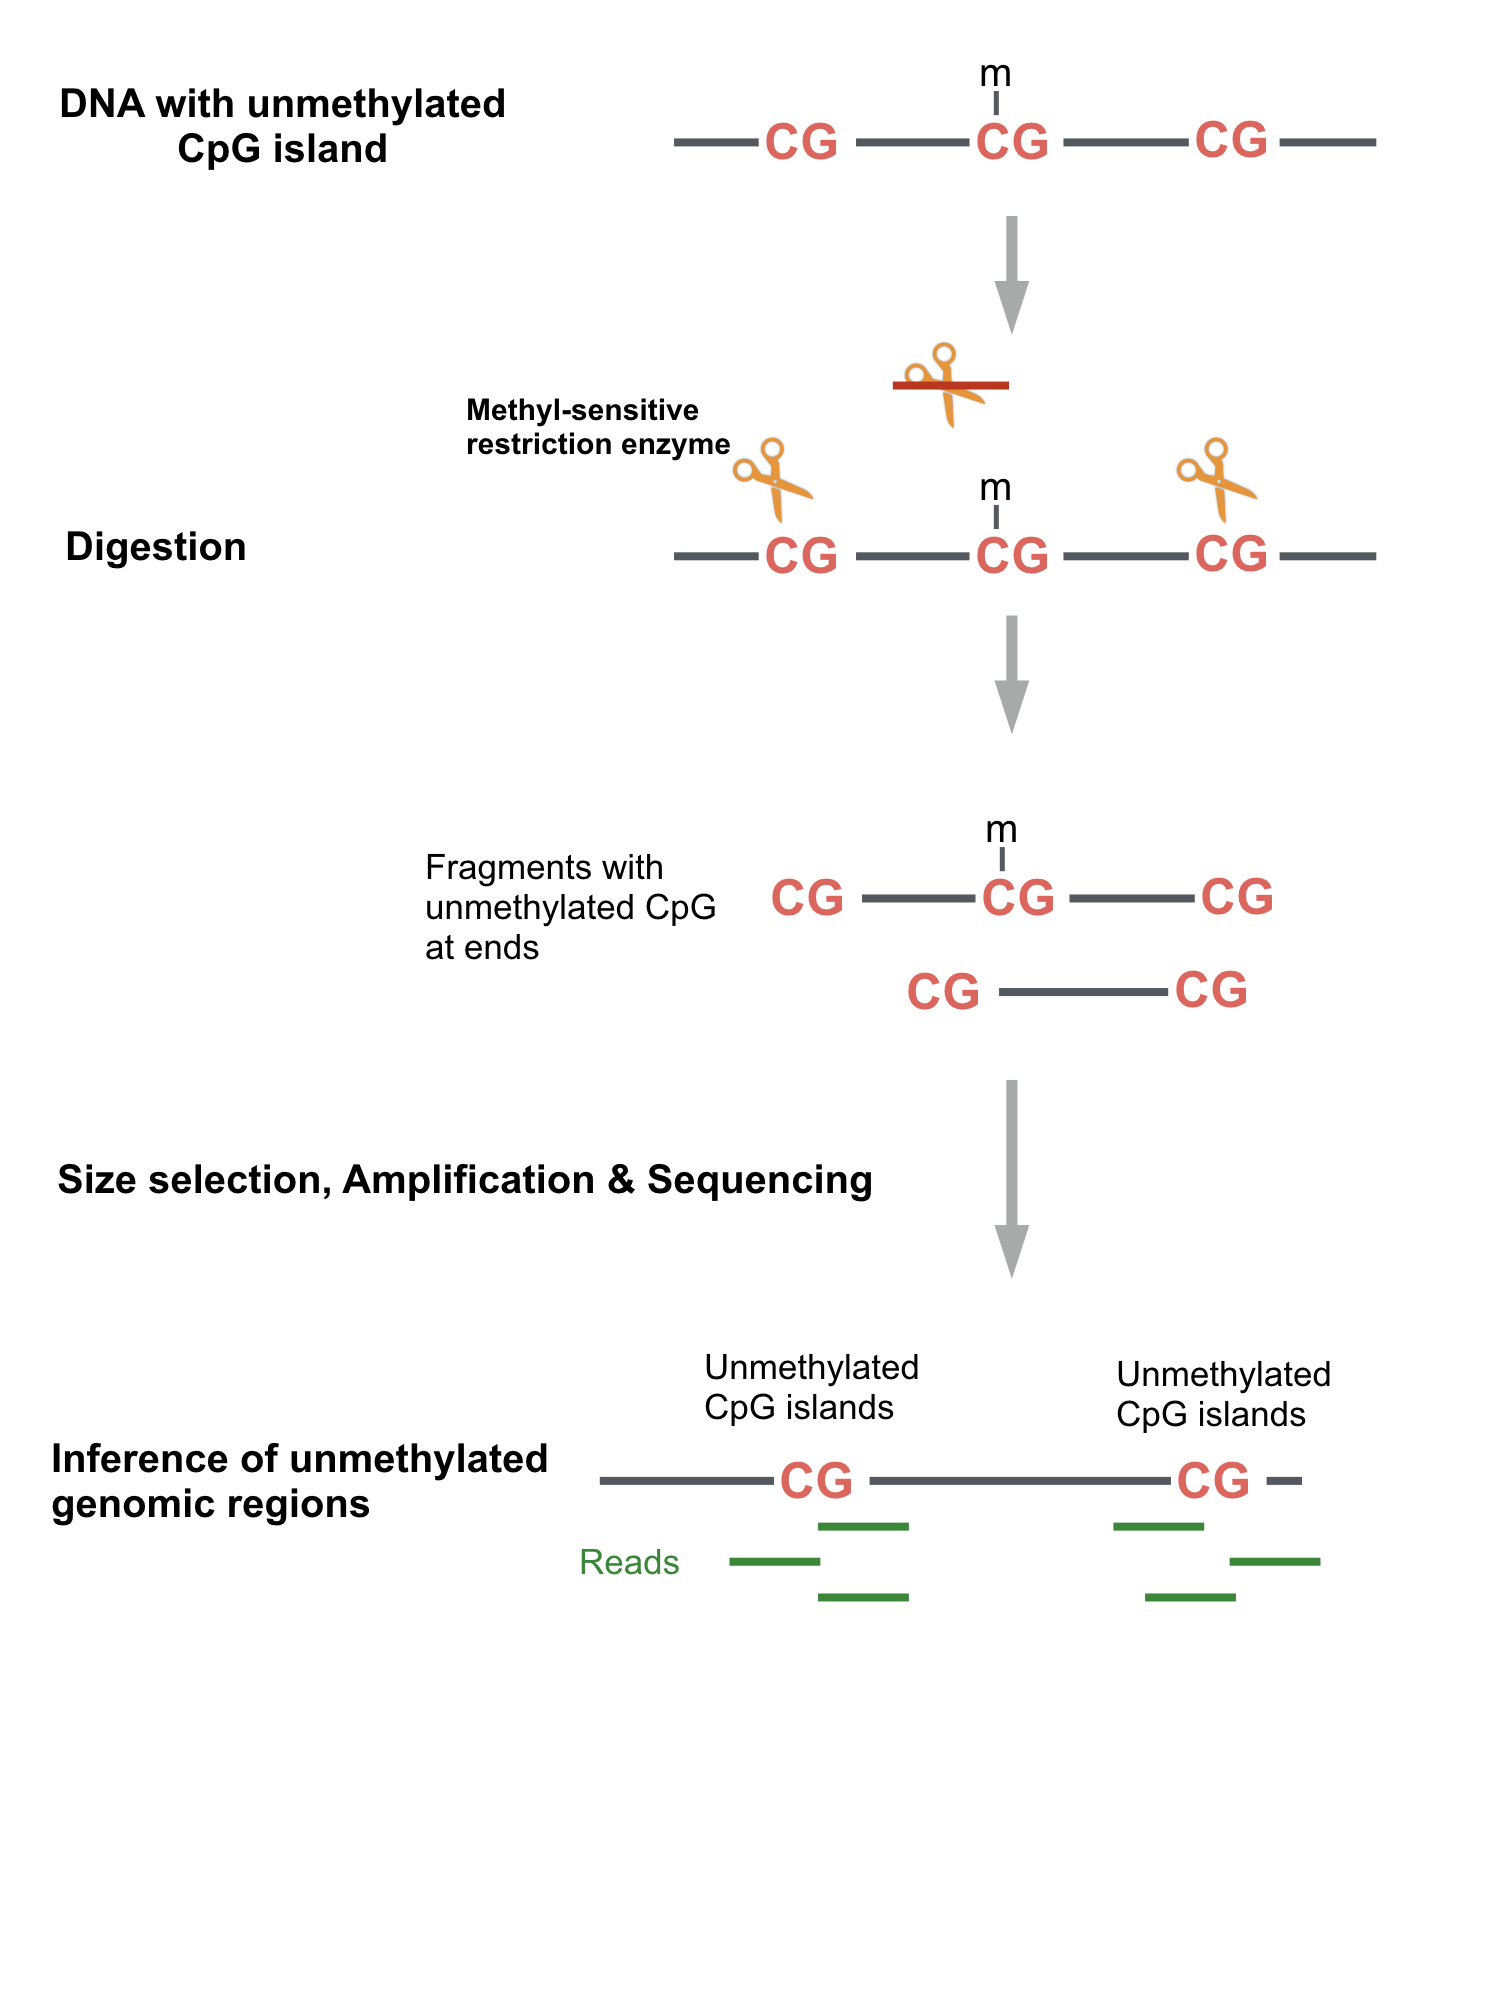 m
DNA with unmethylated
CpG island
CG CG CG
Methyl-sensitive
restriction enzyme
m
Digestion
CG CG CG
m
Fragments with
unmethylated CpG
at ends
CG CG CG
CG CG
Size selection, Amplification & Sequencing
Unmethylated
CpG islands
Unmethylated
CpG islands
Inference of unmethylated
genomic regions
CG CG
Reads